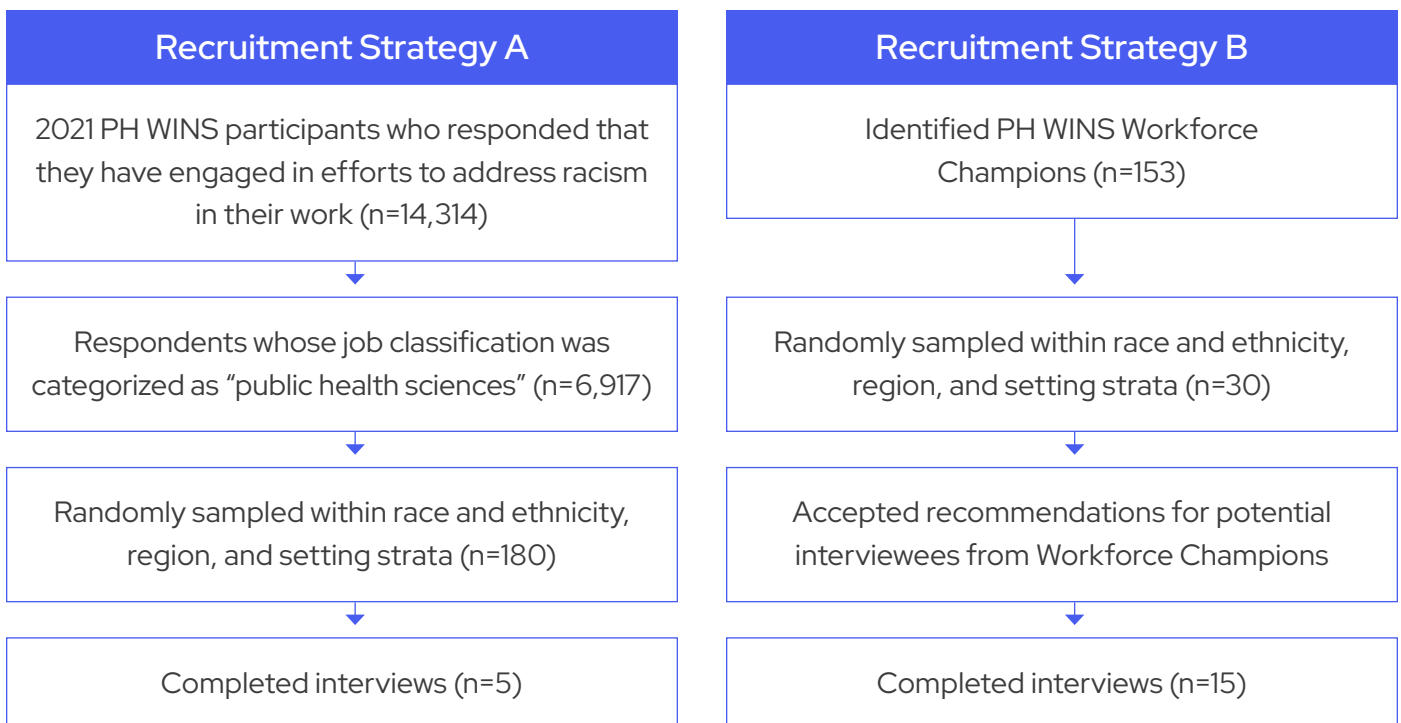 Recruitment Strategy A
2021 PH WINS participants who responded that
they have engaged in efforts to address racism
in their work (n=14,314)
Respondents whose job classification was
categorized as “public health sciences” (n=6,917)
Randomly sampled within race and ethnicity,
region, and setting strata (n=180)
Completed interviews (n=5)
Recruitment Strategy B
Identified PH WINS Workforce
Champions (n=153)
Randomly sampled within race and ethnicity,
region, and setting strata (n=30)
Accepted recommendations for potential
interviewees from Workforce Champions
Completed interviews (n=15)